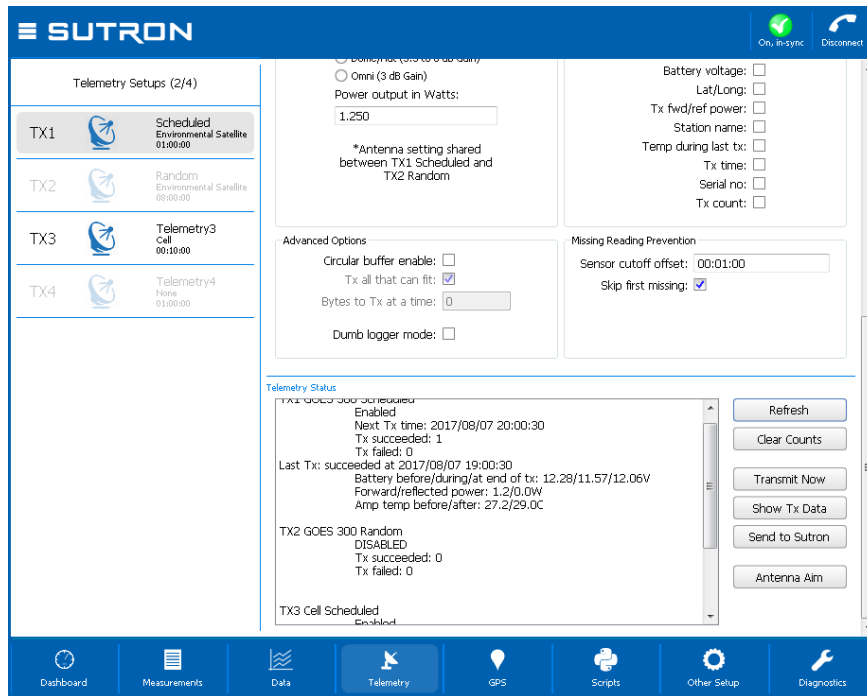 SUTRON
On, in-sync
Disconnect
Telemetry Setups (2/4)
TX1
Scheduled
Environmental Satellite
01:00:00
TX2
Random
Environmental Satellite
08:00:00
TX3
Telemetry3
Cell
00:10:00
TX4
Telemetry4
None
01:00:00
Omni (3 dB Gain)
Power output in Watts:
1.250
*Antenna setting shared
between TX1 Scheduled and
TX2 Random
Battery voltage:
Lat/Long:
Tx fwd/ref power:
Station name:
Temp during last tx:
Tx time:
Serial no:
Tx count:
Advanced Options
Circular buffer enable:
Tx all that can fit:
Bytes to Tx at a time: 0
Dumb logger mode:
Missing Reading Prevention
Sensor cutoff offset: 00:01:00
Skip first missing:
Telemetry Status
TX1 GOES 300 Scheduled
Enabled
Next Tx time: 2017/08/07 20:00:30
Tx succeeded: 1
Tx failed: 0
Last Tx: succeeded at 2017/08/07 19:00:30
Battery before/during/at end of tx: 12.28/11.57/12.06V
Forward/reflected power: 1.2/0.0W
Amp temp before/after: 27.2/29.0C
TX2 GOES 300 Random
DISABLED
Tx succeeded: 0
Tx failed: 0
TX3 Cell Scheduled
Enabled
Refresh
Clear Counts
Transmit Now
Show Tx Data
Send to Sutron
Antenna Aim
Dashboard
Measurements
Data
Telemetry
GPS
Scripts
Other Setup
Diagnostics